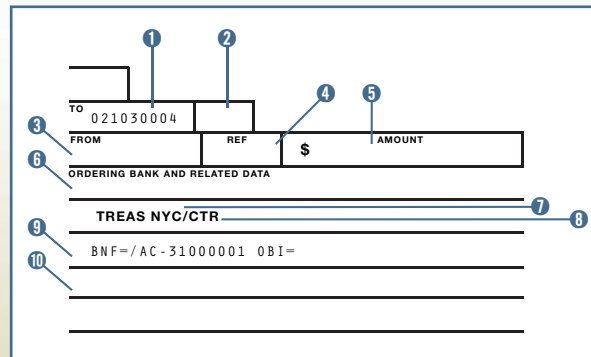 1 2
TO 021030004 4 5
3 FROM REF $ AMOUNT
6 ORDERING BANK AND RELATED DATA
TREAS NYC/CTR 7
8
9 BNF=/AC-31000001 OBI=
10